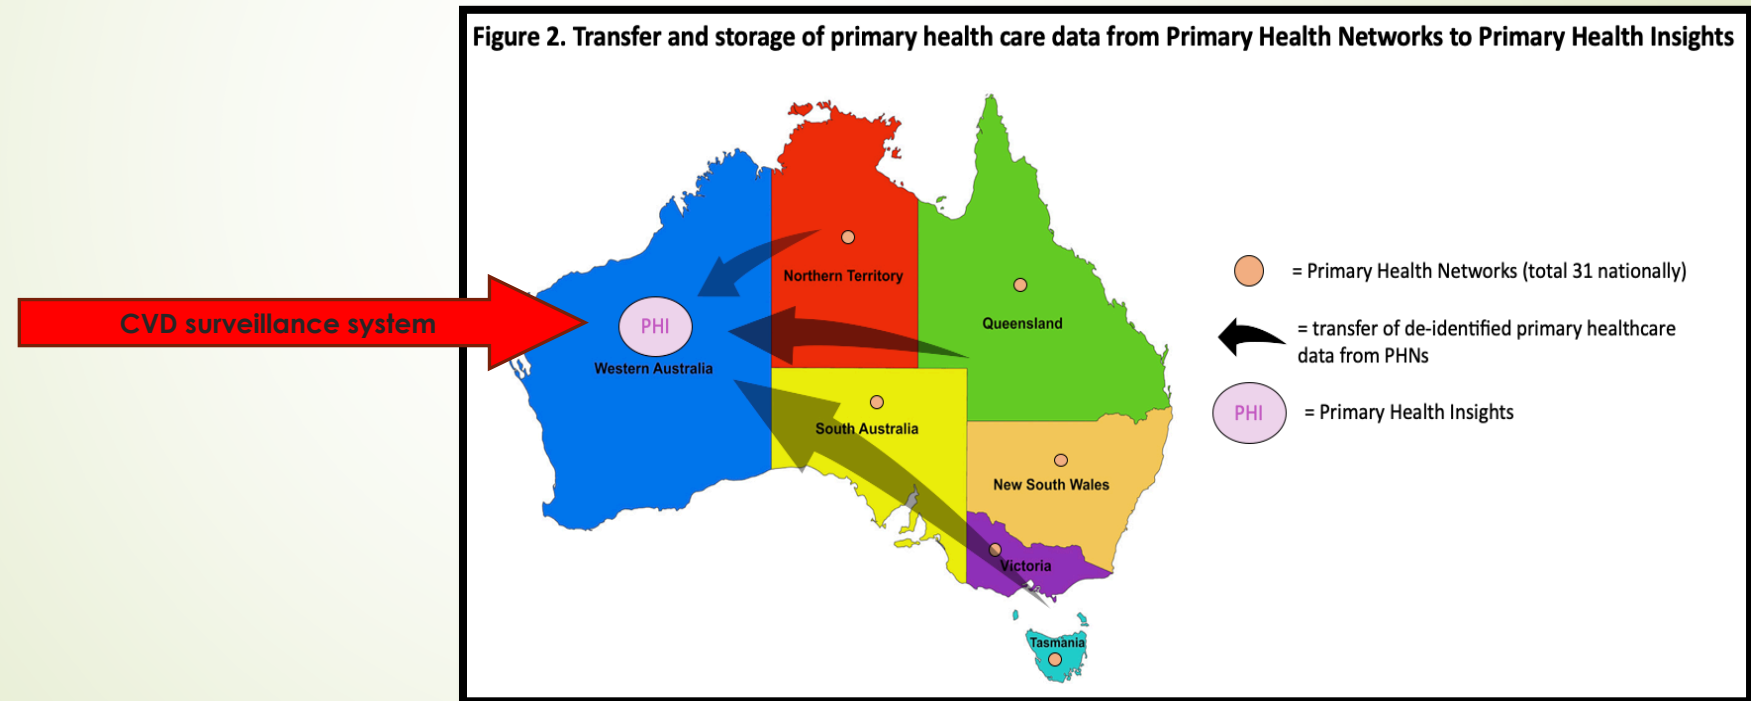 Figure 2. Transfer and storage of primary health care data from Primary Health Networks to Primary Health Insights
Northern Territory
Queensland
CVD surveillance system
PHI
Western Australia
South Australia
New South Wales
Victoria
Tasmania
= Primary Health Networks (total 31 nationally)
= transfer of de-identified primary healthcare
data from PHNs
PHI
= Primary Health Insights